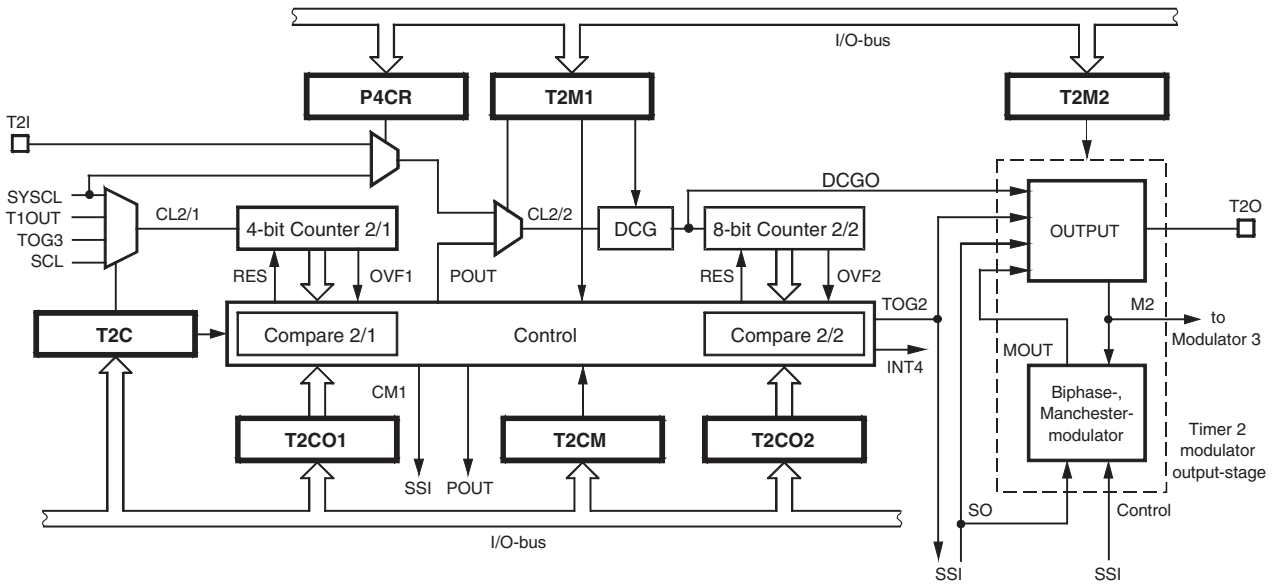 I/O-bus
P4CR
T2M1
T2M2
T2I
SYSCL
T1OUT
TOG3
SCL
CL2/1
4-bit Counter 2/1
CL2/2
DCG
8-bit Counter 2/2
DCGO
OUTPUT
T2O
RES
OVF1
POUT
RES
OVF2
TOG2
M2
to
Modulator 3
T2C
Compare 2/1
Control
Compare 2/2
INT4
MOUT
CM1
Biphase-,
Manchester-
modulator
Timer 2
modulator
output-stage
T2CO1
T2CM
T2CO2
SSI
POUT
SO
Control
I/O-bus
SSI
SSI